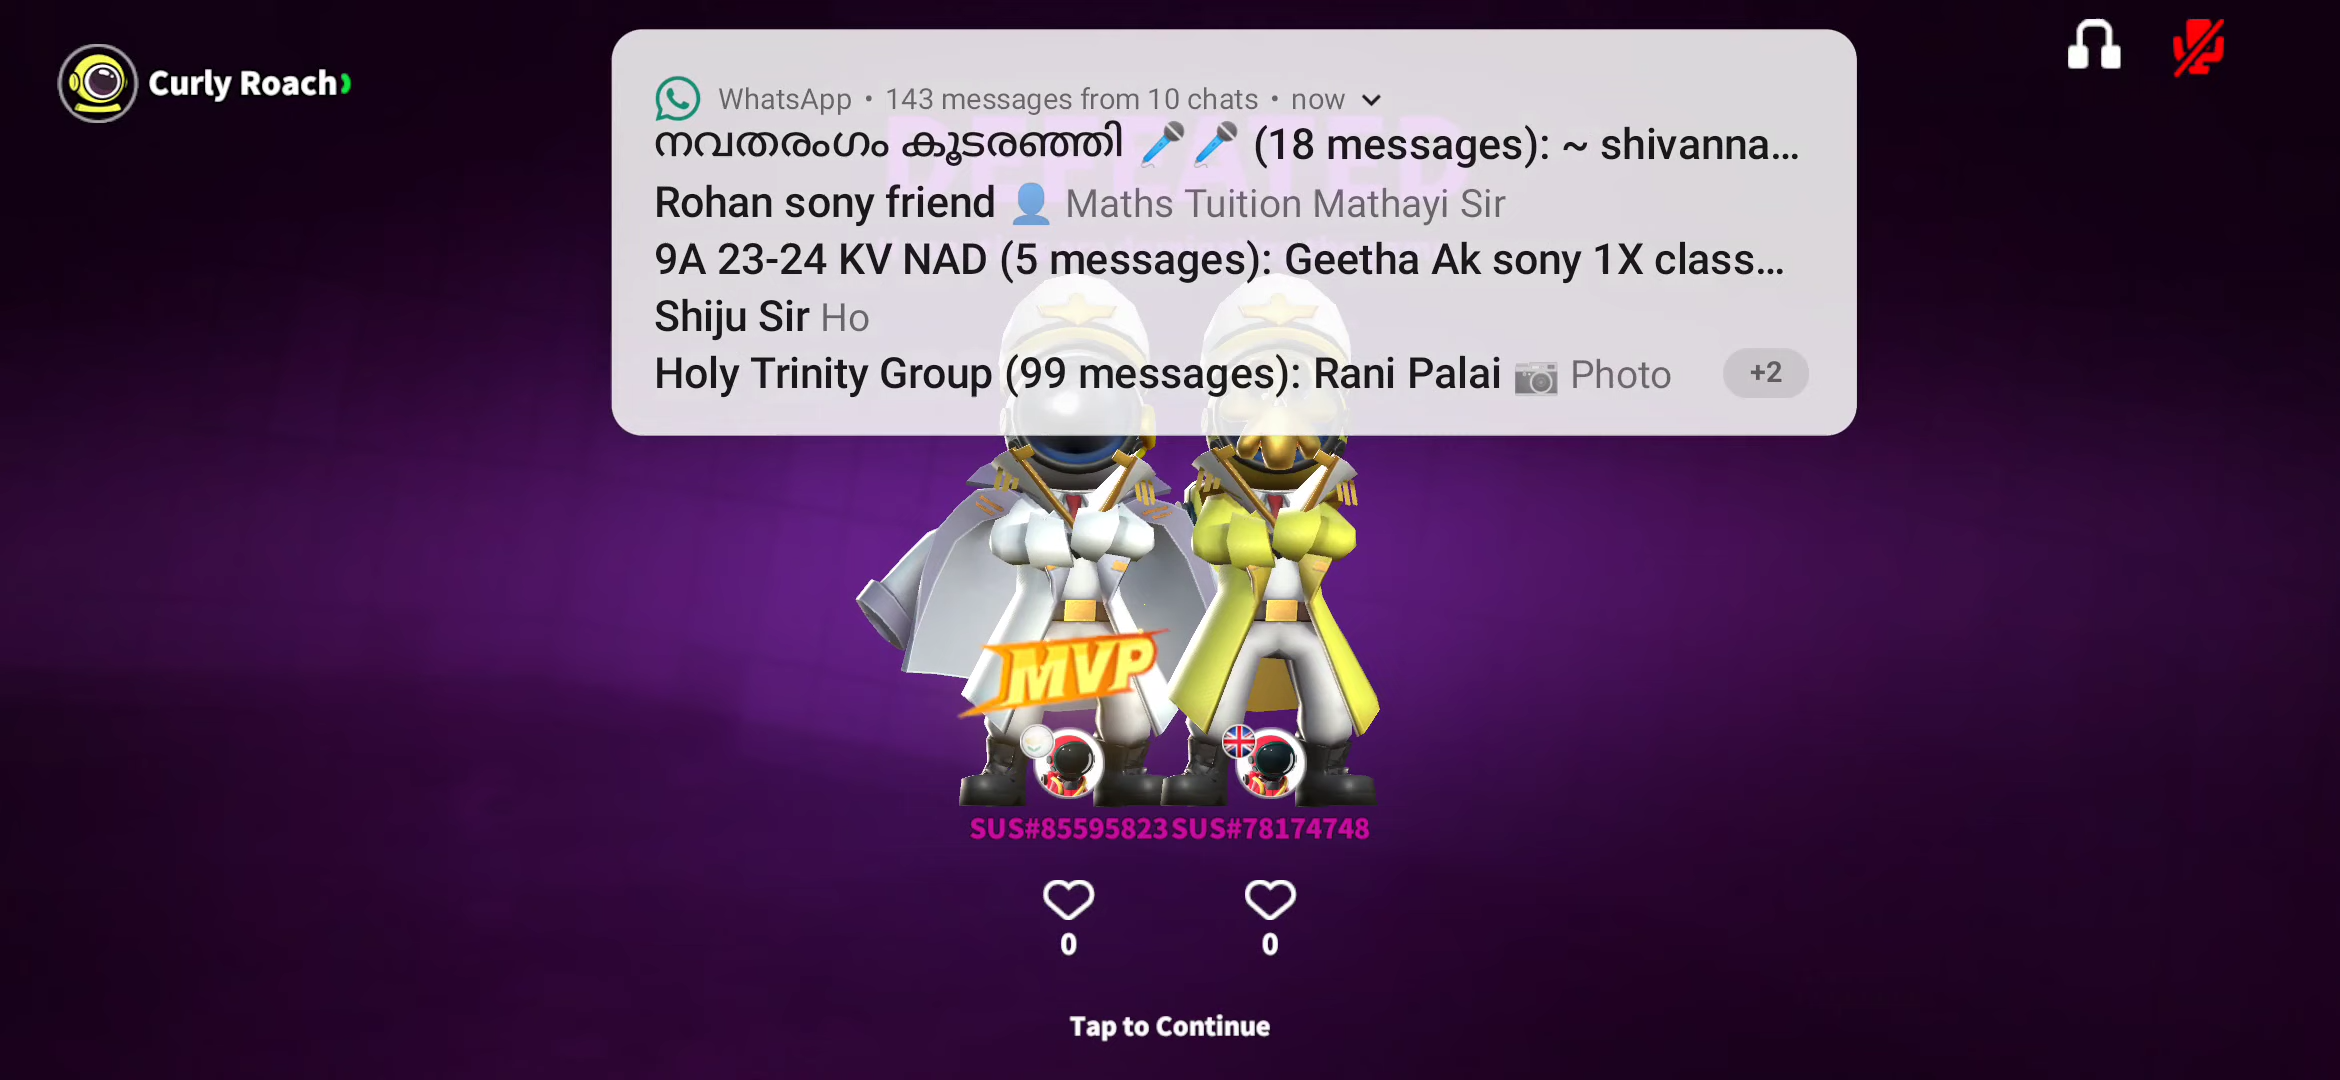 Curly Roach
WhatsApp • 143 messages from 10 chats • now
നവതരംഗം കൂടരഞ്ഞി 🎤🎤 (18 messages): ~ shivanna...
Rohan sony friend 👤 Maths Tuition Mathayi Sir
9A 23-24 KV NAD (5 messages): Geetha Ak sony 1X class...
Shiju Sir Ho
Holy Trinity Group (99 messages): Rani Palai 📷 Photo +2
DEFEATED
MVP
SUS#85595823 SUS#78174748
0 0
Tap to Continue